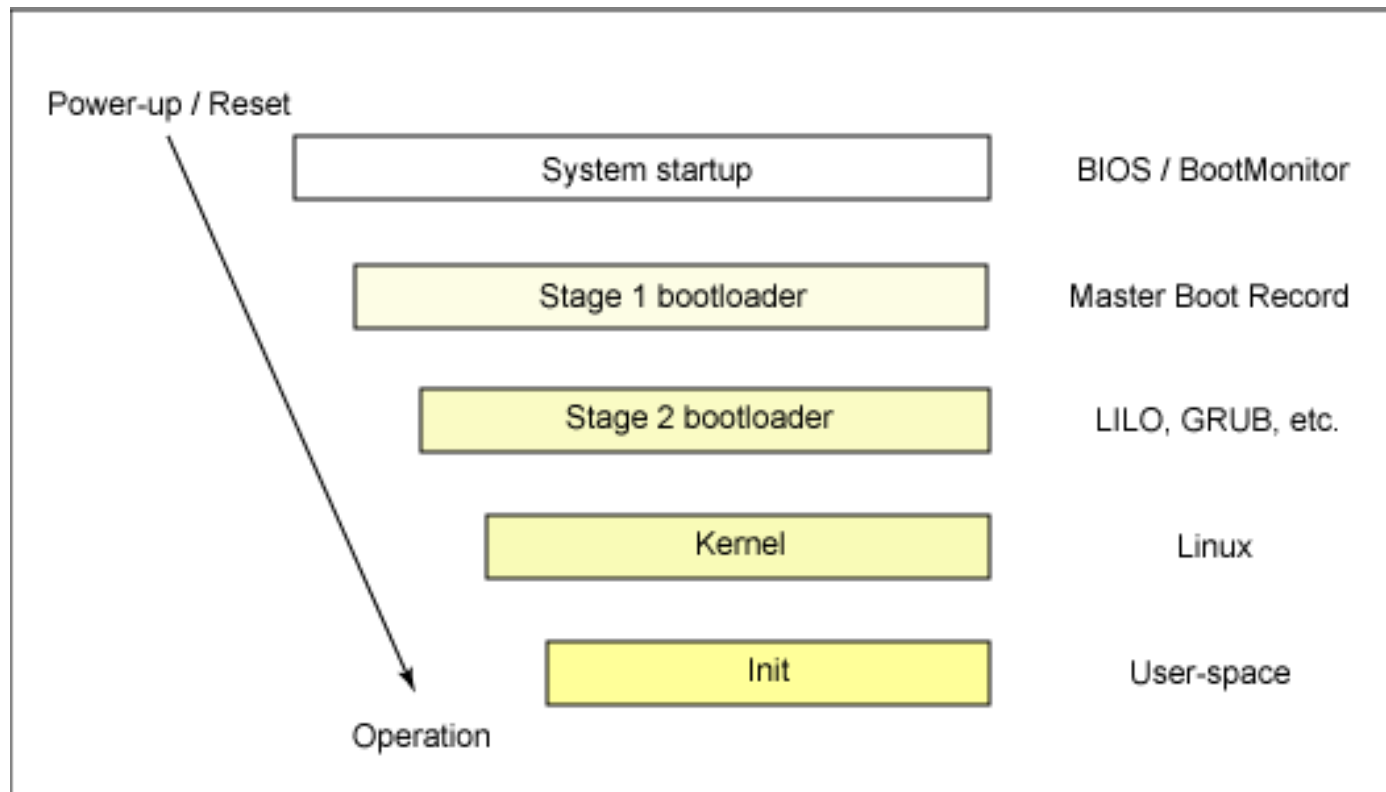 Power-up / Reset
System startup
BIOS / BootMonitor
Stage 1 bootloader
Master Boot Record
Stage 2 bootloader
LILO, GRUB, etc.
Kernel
Linux
Init
User-space
Operation